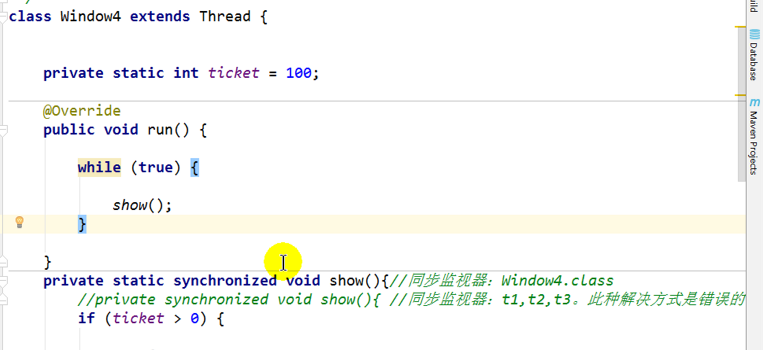 class Window4 extends Thread {
private static int ticket = 100;
@Override
public void run() {
while (true) {
show();
}
}
private static synchronized void show(){//同步监视器：Window4.class
//private synchronized void show(){ //同步监视器：t1,t2,t3。此种解决方式是错误的
if (ticket > 0) {
Database
Maven Projects